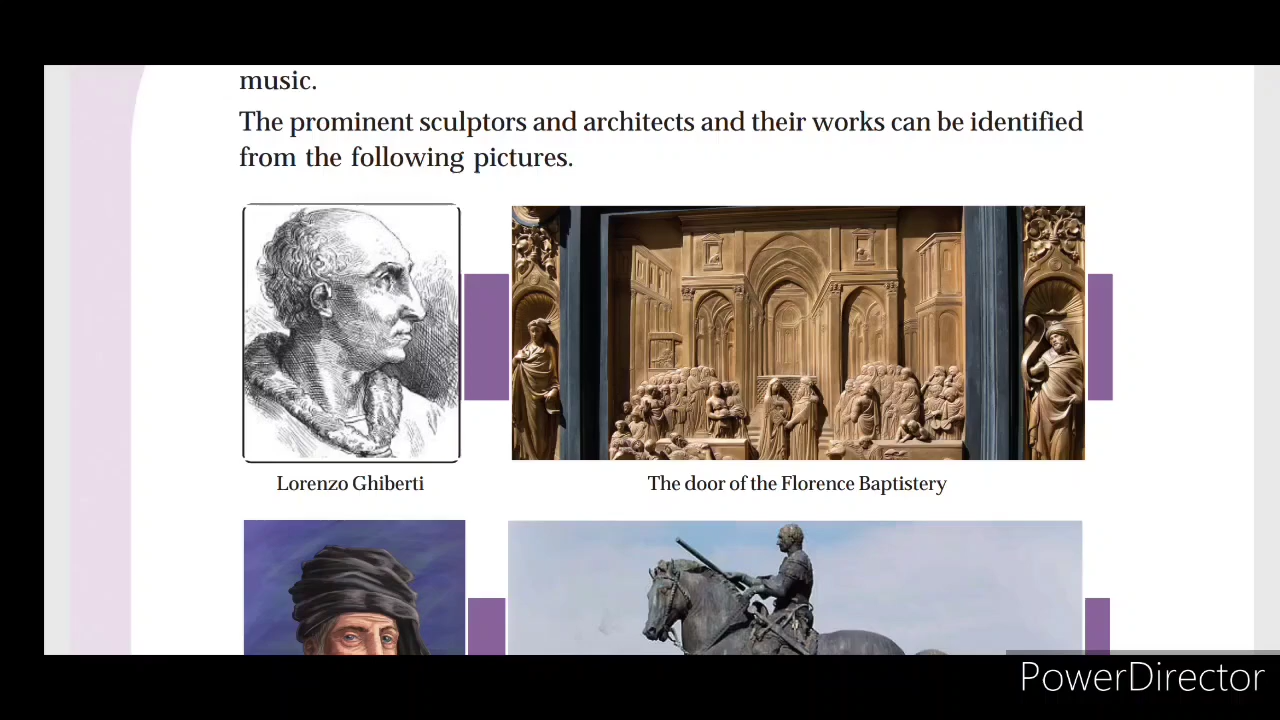 music.
The prominent sculptors and architects and their works can be identified
from the following pictures.
Lorenzo Ghiberti
The door of the Florence Baptistery
PowerDirector